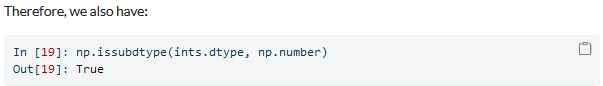 Therefore, we also have:
In [19]: np.issubdtype(ints.dtype, np.number)
Out[19]: True